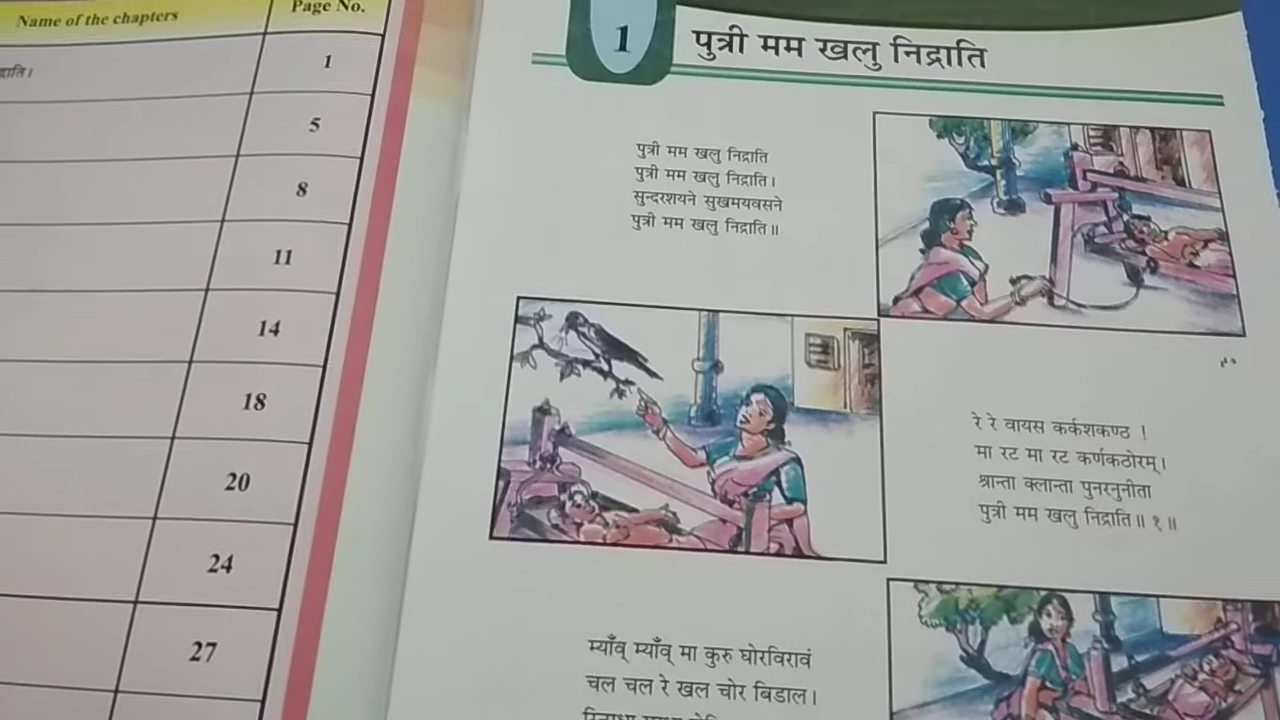 Name of the chapters
Page No.
1
5
8
11
14
18
20
24
27
1
पुत्री मम खलु निद्राति
पुत्री मम खलु निद्राति
पुत्री मम खलु निद्राति।
सुन्दरशयने सुखमयवसने
पुत्री मम खलु निद्राति॥
रे रे वायस कर्कशकण्ठ !
मा रट मा रट कर्णकठोरम्।
श्रान्ता क्लान्ता पुनरनुनीता
पुत्री मम खलु निद्राति॥ १॥
म्याँव् म्याँव् मा कुरु घोरविरावं
चल चल रे खल चोर बिडाल।